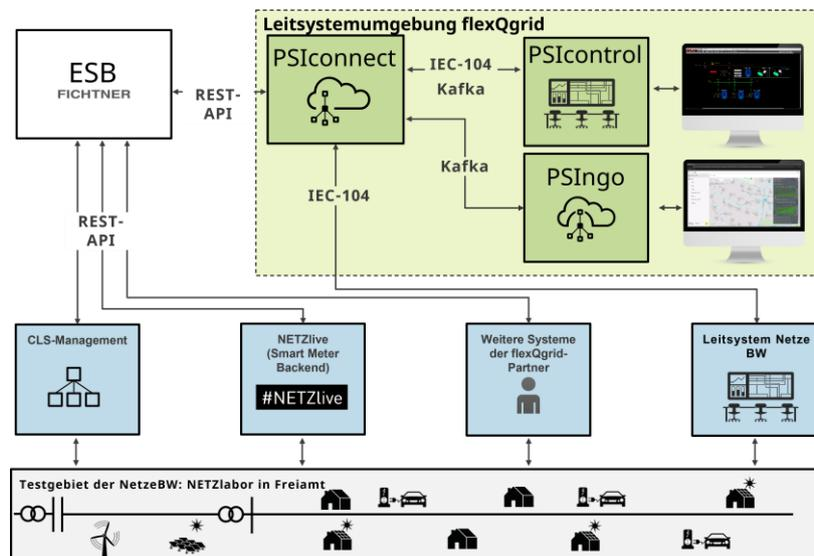 Leitsystemumgebung flexQgrid
ESB
FICHTNER
REST-
API
PSIconnect
IEC-104
Kafka
PSIcontrol
Kafka
PSIngo
IEC-104
REST-
API
CLS-Management
NETZlive
(Smart Meter
Backend)
#NETZlive
Weitere Systeme
der flexQgrid-
Partner
Leitsystem Netze
BW
Testgebiet der NetzeBW: NETZlabor in Freiamt